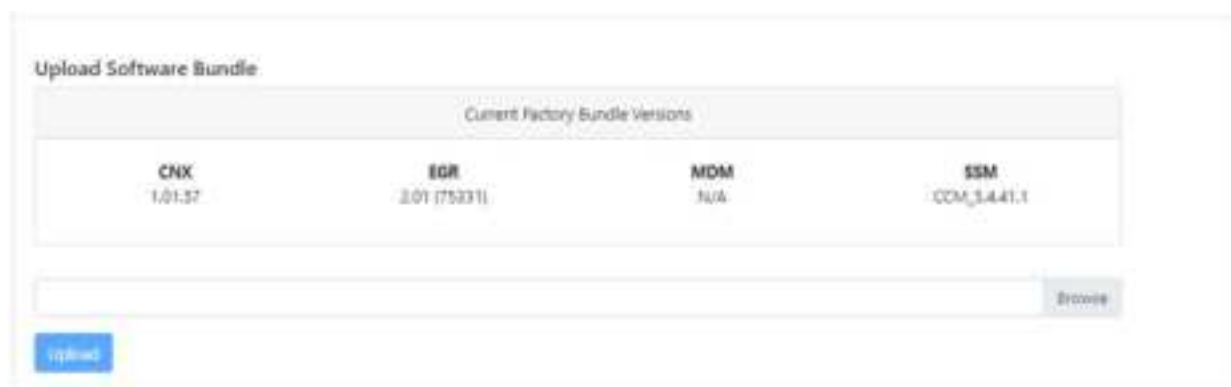 Upload Software Bundle
Current Factory Bundle Versions
CNX EGR MDM SSM
1.01.57 2.01 (75331) N/A CCM_5.4.41.1
Browse
Upload